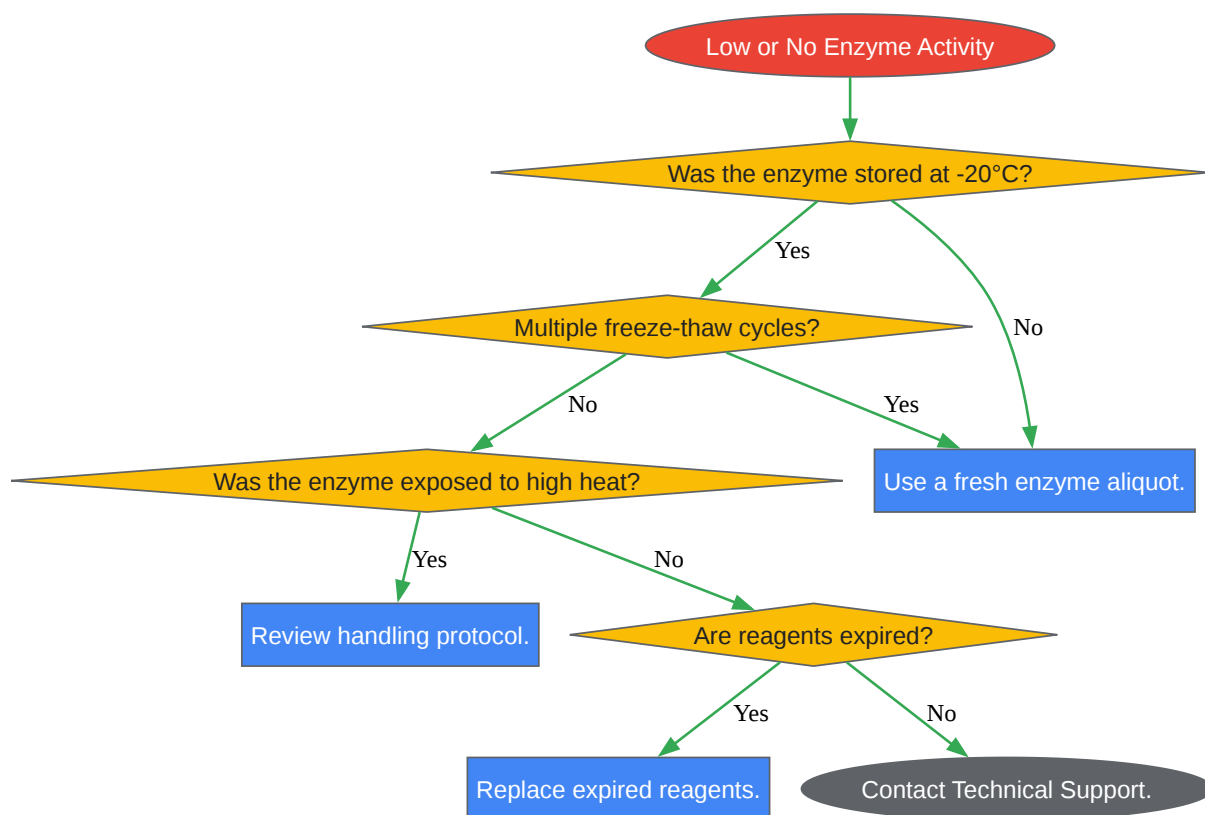 Low or No Enzyme Activity
Was the enzyme stored at -20°C?
Yes
No
Multiple freeze-thaw cycles?
No
Yes
Was the enzyme exposed to high heat?
Use a fresh enzyme aliquot.
Yes
No
Review handling protocol.
Are reagents expired?
Yes
No
Replace expired reagents.
Contact Technical Support.